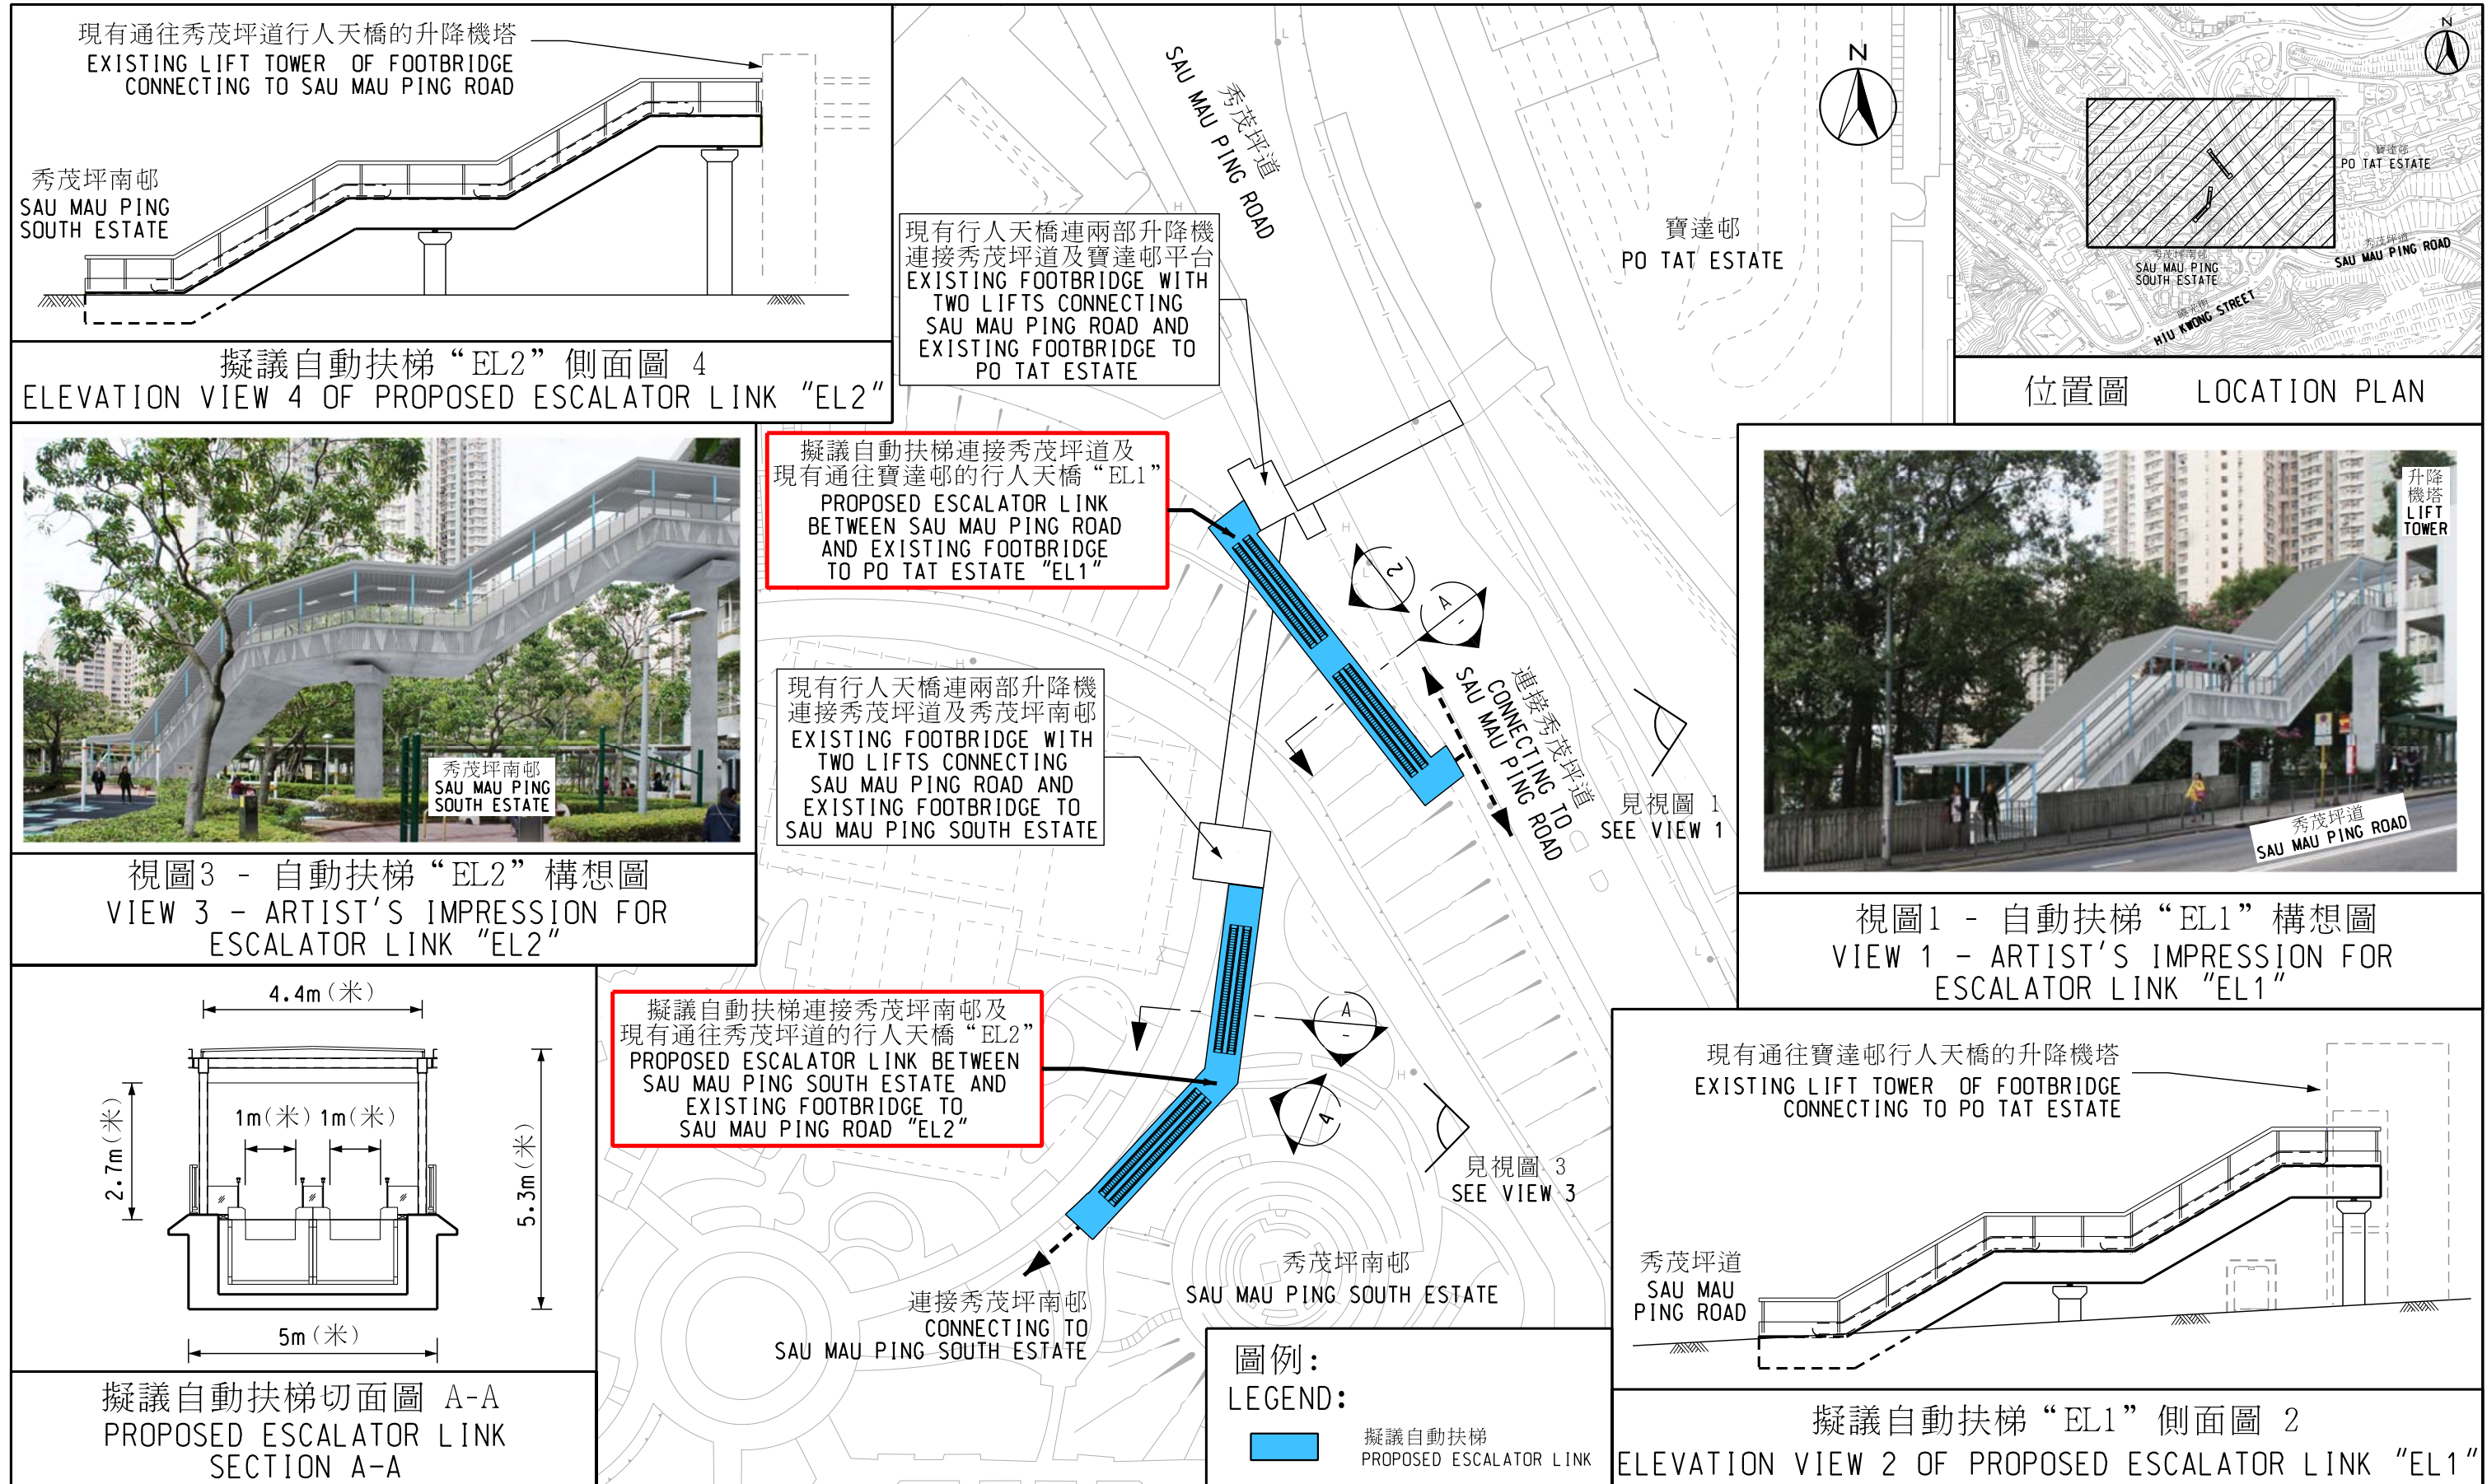 現有通往秀茂坪道行人天橋的升降機塔
EXISTING LIFT TOWER OF FOOTBRIDGE
CONNECTING TO SAU MAU PING ROAD
秀茂坪南邨
SAU MAU PING
SOUTH ESTATE
擬議自動扶梯“EL2”側面圖 4
ELEVATION VIEW 4 OF PROPOSED ESCALATOR LINK "EL2"
秀茂坪南邨
SAU MAU PING
SOUTH ESTATE
視圖3 - 自動扶梯“EL2”構想圖
VIEW 3 - ARTIST'S IMPRESSION FOR
ESCALATOR LINK "EL2"
4.4m(米)
1m(米) 1m(米)
2.7m(米)
5.3m(米)
5m(米)
擬議自動扶梯切面圖 A-A
PROPOSED ESCALATOR LINK
SECTION A-A
秀茂坪道
SAU MAU PING ROAD
N
寶達邨
PO TAT ESTATE
現有行人天橋連兩部升降機
連接秀茂坪道及寶達邨平台
EXISTING FOOTBRIDGE WITH
TWO LIFTS CONNECTING
SAU MAU PING ROAD AND
EXISTING FOOTBRIDGE TO
PO TAT ESTATE
擬議自動扶梯連接秀茂坪道及
現有通往寶達邨的行人天橋“EL1”
PROPOSED ESCALATOR LINK
BETWEEN SAU MAU PING ROAD
AND EXISTING FOOTBRIDGE
TO PO TAT ESTATE "EL1"
2
A
-
連接秀茂坪道
CONNECTING TO
SAU MAU PING ROAD
見視圖 1
SEE VIEW 1
現有行人天橋連兩部升降機
連接秀茂坪道及秀茂坪南邨
EXISTING FOOTBRIDGE WITH
TWO LIFTS CONNECTING
SAU MAU PING ROAD AND
EXISTING FOOTBRIDGE TO
SAU MAU PING SOUTH ESTATE
擬議自動扶梯連接秀茂坪南邨及
現有通往秀茂坪道的行人天橋“EL2”
PROPOSED ESCALATOR LINK BETWEEN
SAU MAU PING SOUTH ESTATE AND
EXISTING FOOTBRIDGE TO
SAU MAU PING ROAD "EL2"
A
-
4
H
H
H
H
L
L
L
見視圖 3
SEE VIEW 3
秀茂坪南邨
SAU MAU PING SOUTH ESTATE
連接秀茂坪南邨
CONNECTING TO
SAU MAU PING SOUTH ESTATE
圖例:
LEGEND:
擬議自動扶梯
PROPOSED ESCALATOR LINK
N
寶達邨
PO TAT ESTATE
秀茂坪道
SAU MAU PING ROAD
秀茂坪南邨
SAU MAU PING
SOUTH ESTATE
曉光街
HIU KWONG STREET
位置圖 LOCATION PLAN
升降
機塔
LIFT
TOWER
秀茂坪道
SAU MAU PING ROAD
視圖1 - 自動扶梯“EL1”構想圖
VIEW 1 - ARTIST'S IMPRESSION FOR
ESCALATOR LINK "EL1"
現有通往寶達邨行人天橋的升降機塔
EXISTING LIFT TOWER OF FOOTBRIDGE
CONNECTING TO PO TAT ESTATE
秀茂坪道
SAU MAU
PING ROAD
擬議自動扶梯“EL1”側面圖 2
ELEVATION VIEW 2 OF PROPOSED ESCALATOR LINK "EL1"